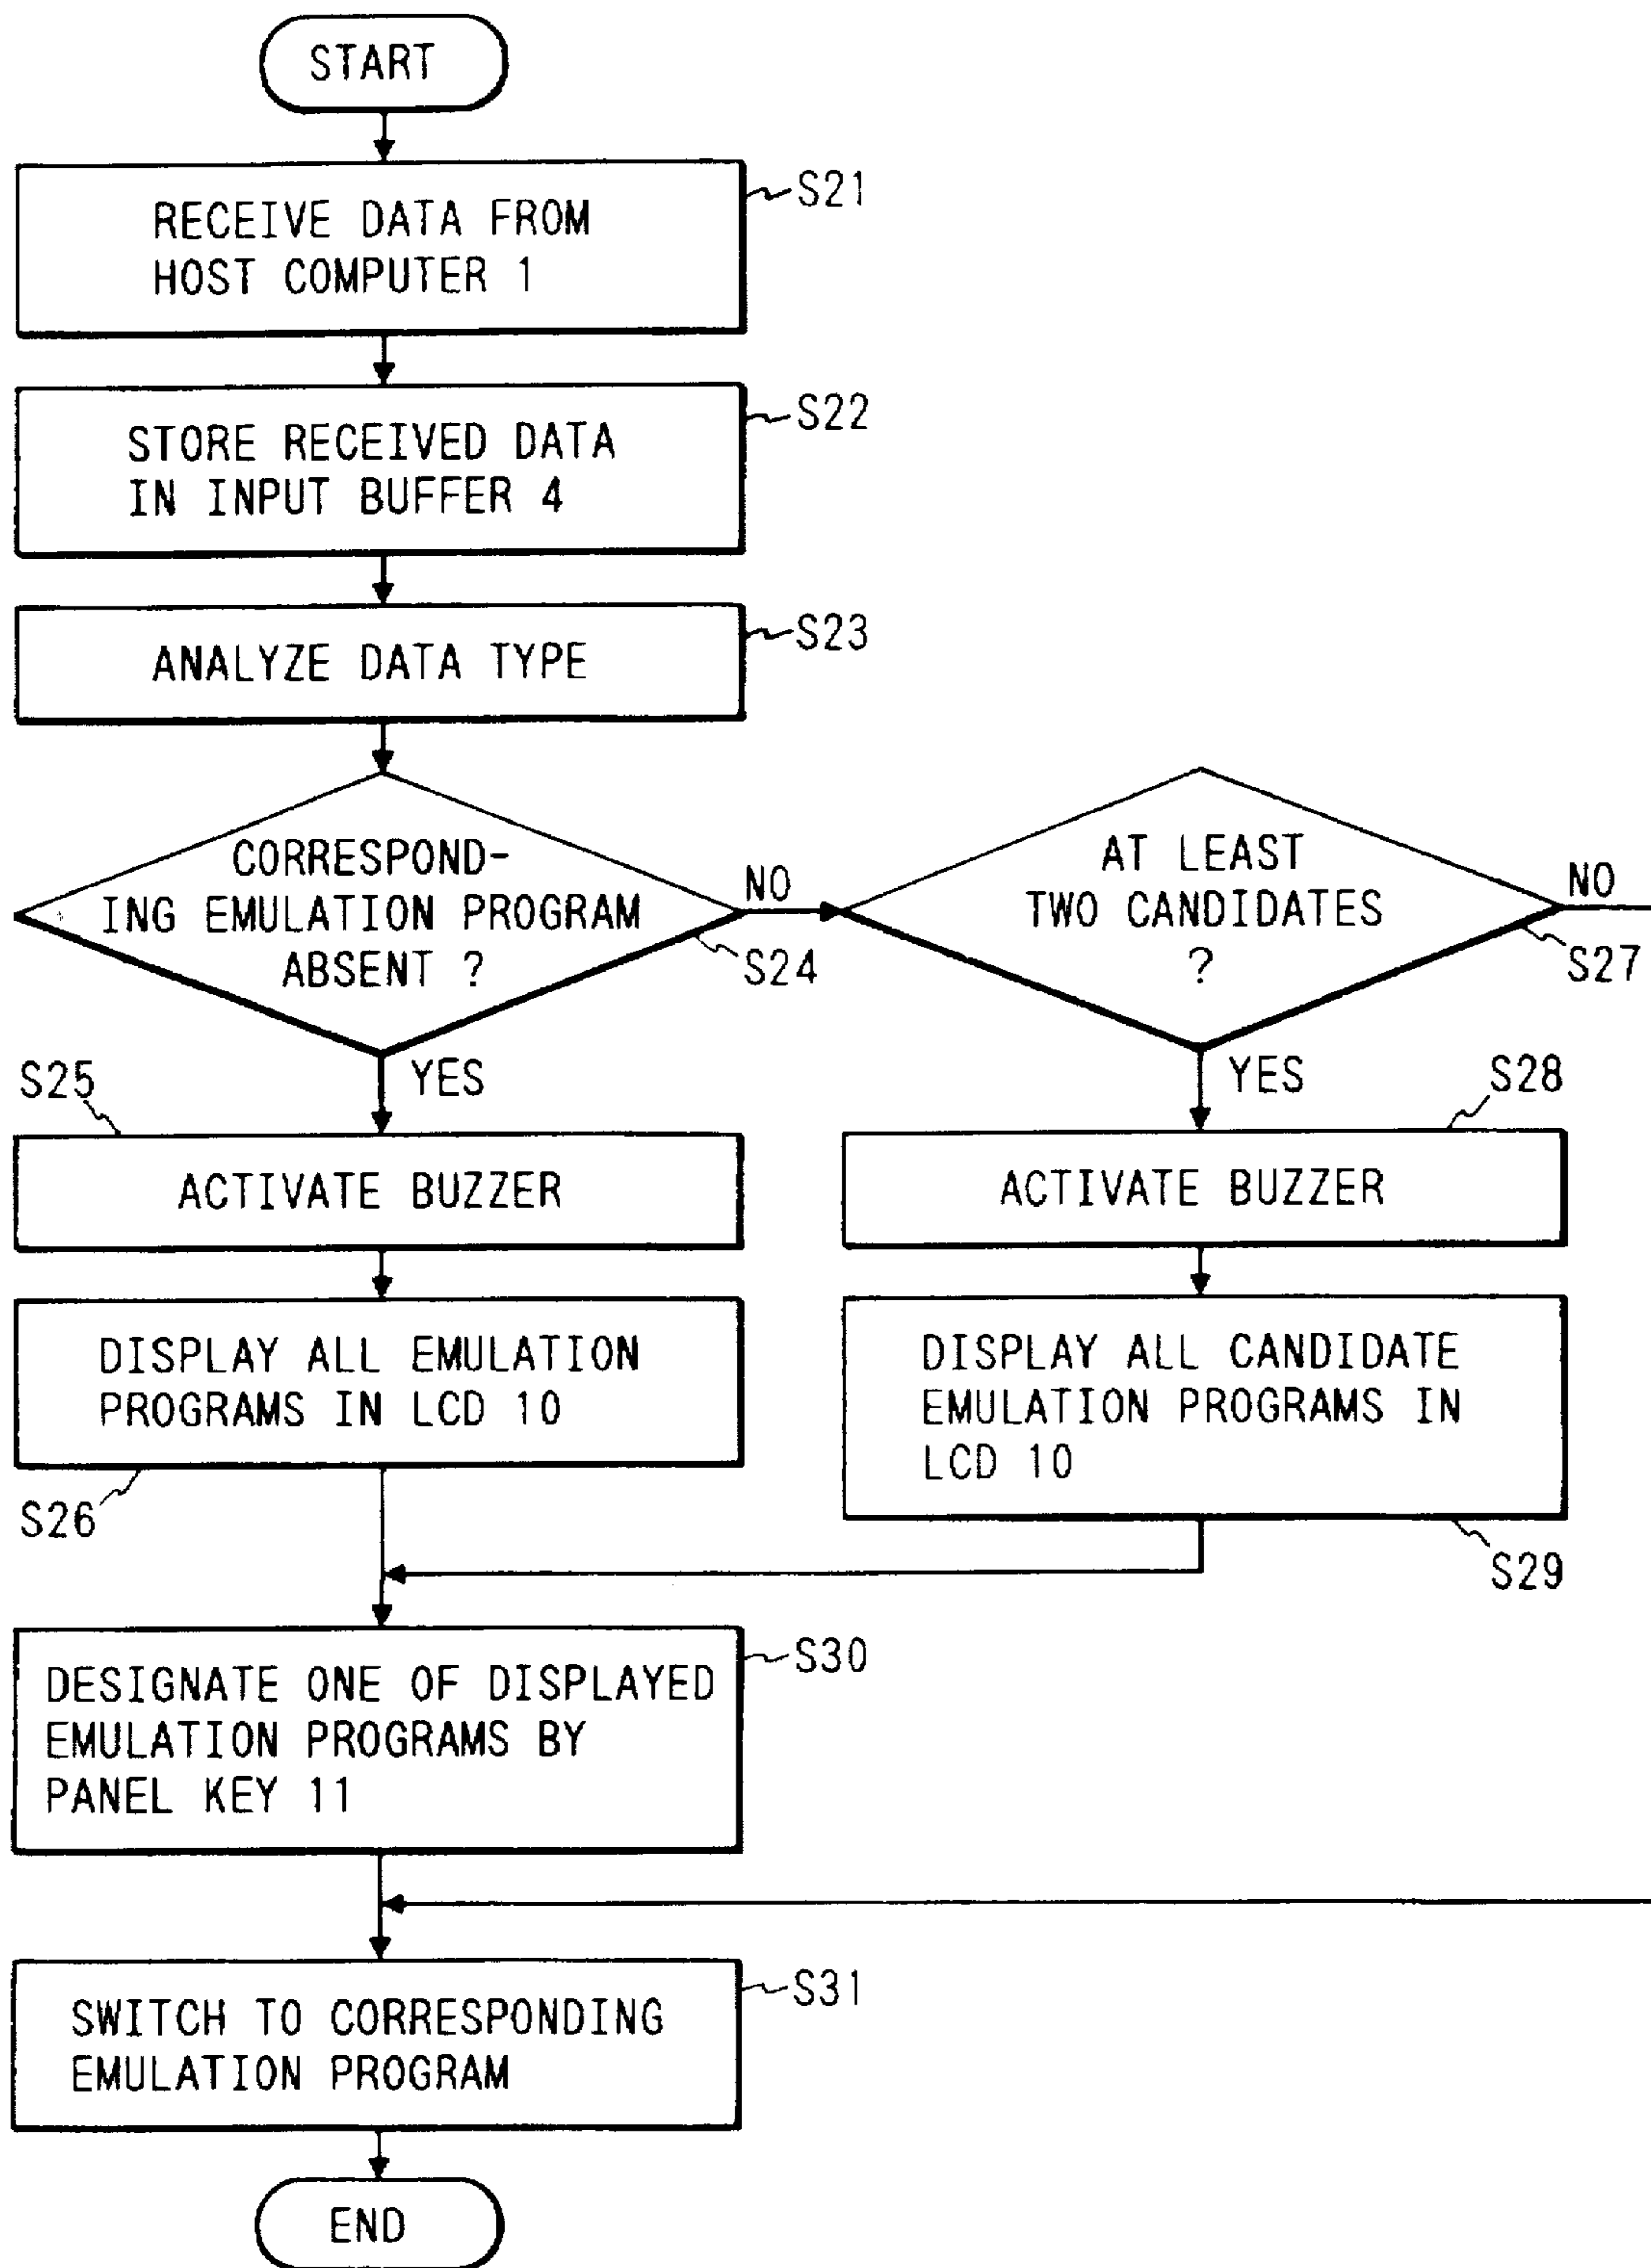 START
S21
RECEIVE DATA FROM
HOST COMPUTER 1
S22
STORE RECEIVED DATA
IN INPUT BUFFER 4
S23
ANALYZE DATA TYPE
CORRESPOND-
ING EMULATION PROGRAM
ABSENT ?
NO
S24
AT LEAST
TWO CANDIDATES
?
NO
S27
YES
S25
ACTIVATE BUZZER
YES
S28
ACTIVATE BUZZER
DISPLAY ALL EMULATION
PROGRAMS IN LCD 10
S26
DISPLAY ALL CANDIDATE
EMULATION PROGRAMS IN
LCD 10
S29
S30
DESIGNATE ONE OF DISPLAYED
EMULATION PROGRAMS BY
PANEL KEY 11
S31
SWITCH TO CORRESPONDING
EMULATION PROGRAM
END